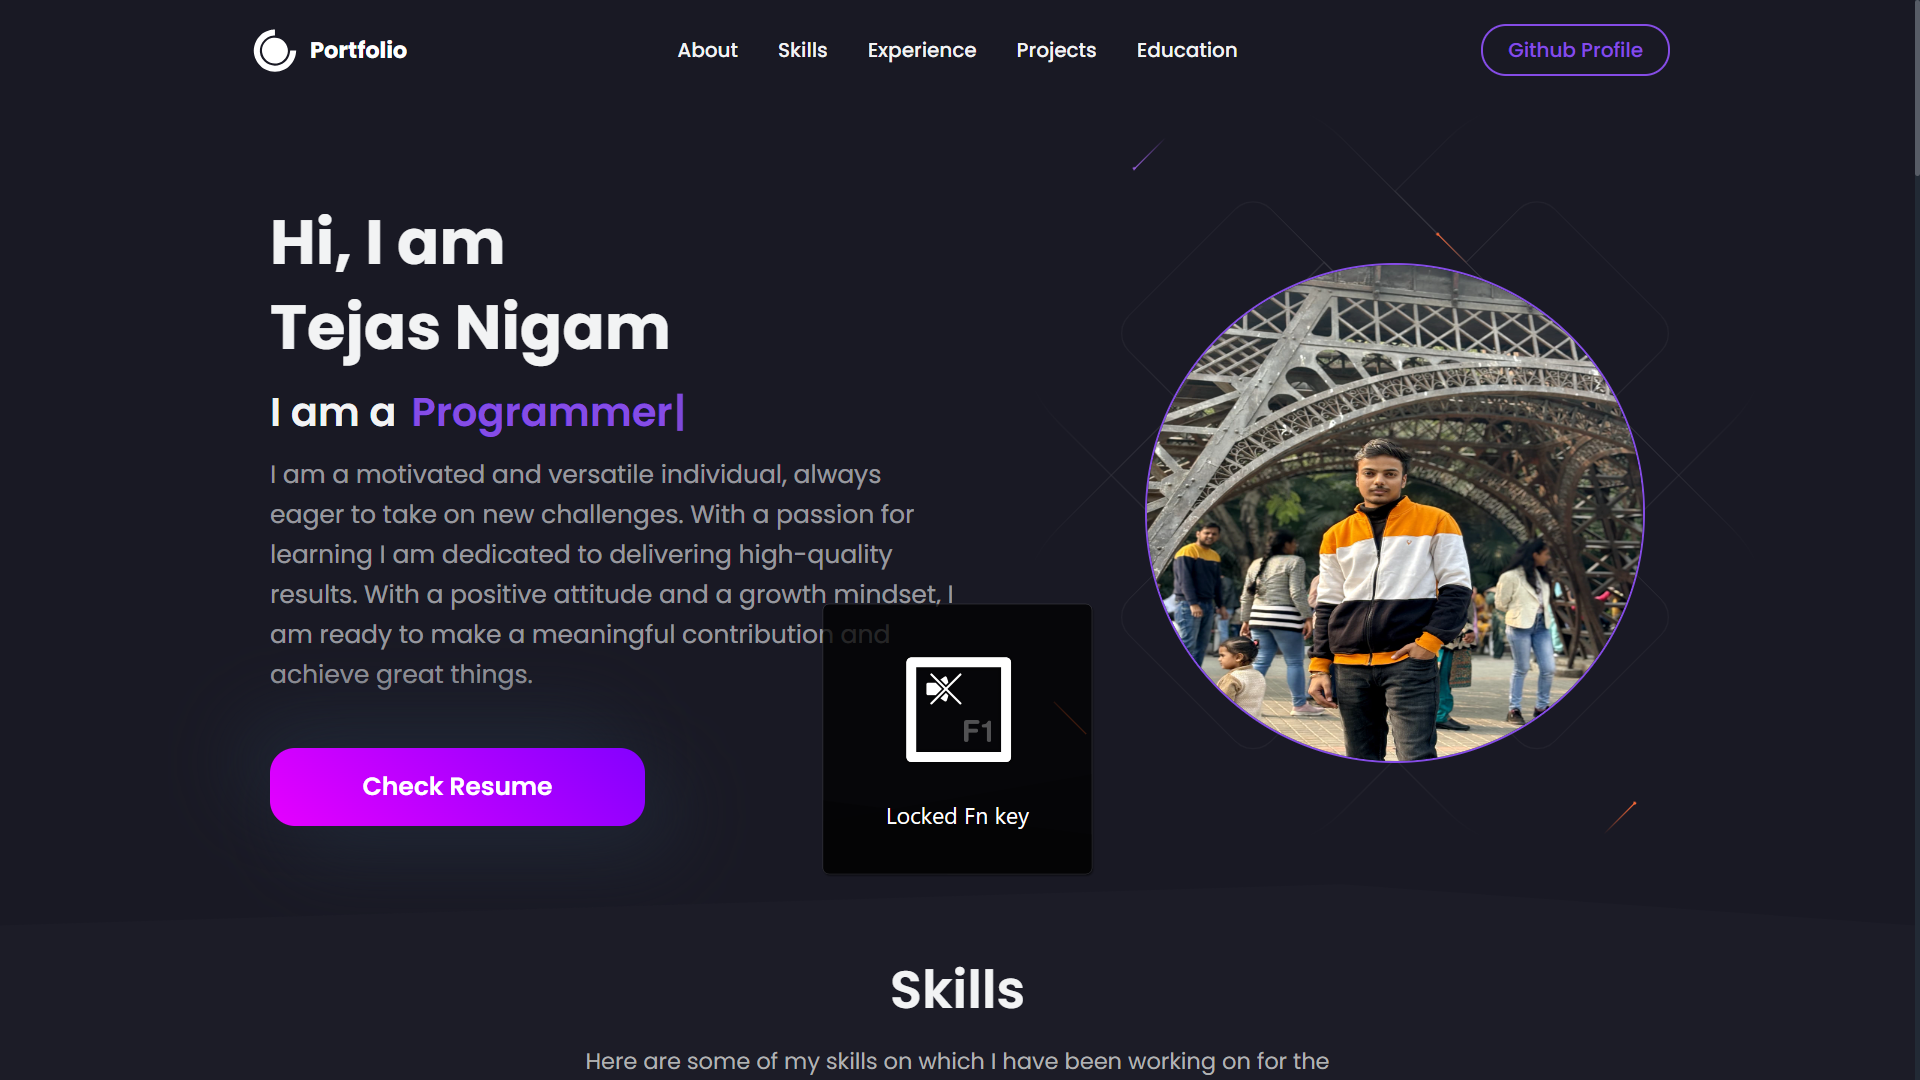 Portfolio
About
Skills
Experience
Projects
Education
Github Profile
Hi, I am
Tejas Nigam
I am a Programmer|
I am a motivated and versatile individual, always
eager to take on new challenges. With a passion for
learning I am dedicated to delivering high-quality
results. With a positive attitude and a growth mindset, I
am ready to make a meaningful contribution and
achieve great things.
Check Resume
F1
Locked Fn key
Skills
Here are some of my skills on which I have been working on for the